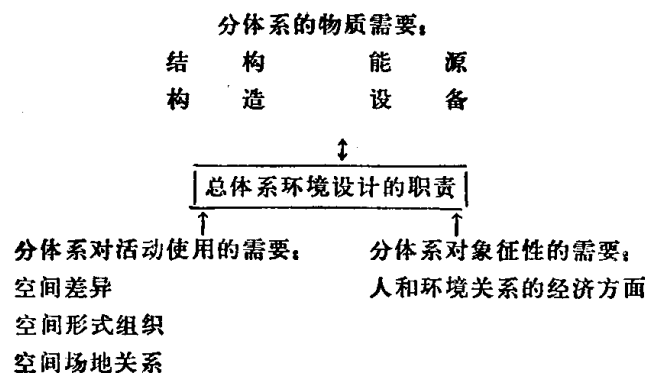 分体系的物质需要：
结 构 能 源
构 造 设 备
↕
总体系环境设计的职责
↑ ↑
分体系对活动使用的需要： 分体系对象征性的需要：
空间差异 人和环境关系的经济方面
空间形式组织
空间场地关系